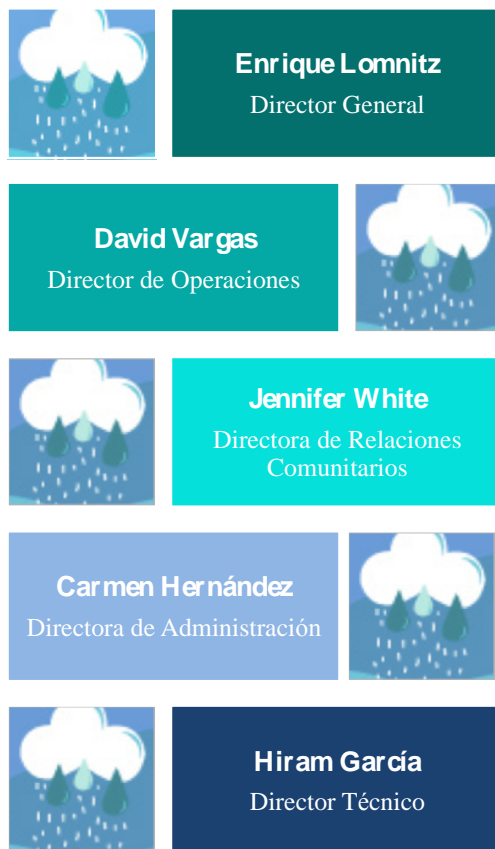 Enrique Lomnitz
Director General
David Vargas
Director de Operaciones
Jennifer White
Directora de Relaciones
Comunitarios
Carmen Hernández
Directora de Administración
Hiram García
Director Técnico